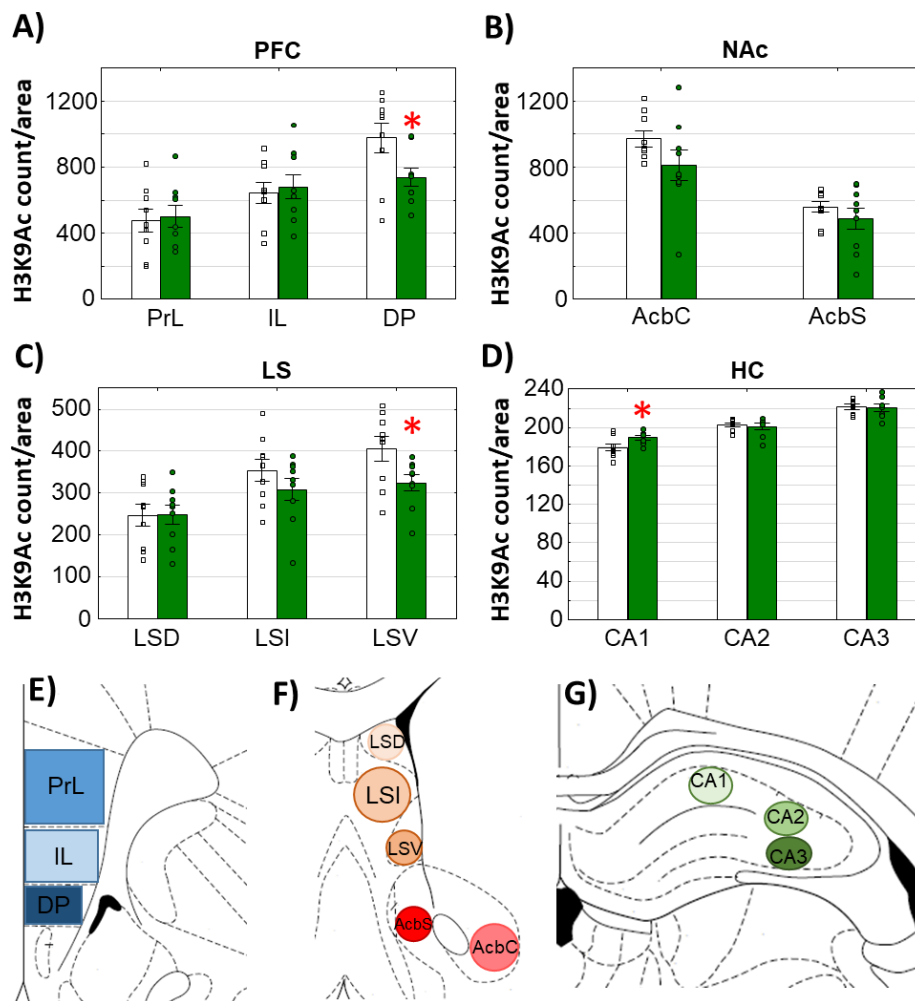 A)
PFC
H3K9Ac count/area
1200
800
400
0
*
PrL IL DP
B)
NAc
H3K9Ac count/area
1200
800
400
0
AcbC AcbS
C)
LS
H3K9Ac count/area
500
400
300
200
100
0
*
LSD LSI LSV
D)
HC
H3K9Ac count/area
240
200
160
120
80
40
0
*
CA1 CA2 CA3
E)
PrL
IL
DP
F)
LSD
LSI
LSV
AcbS
AcbC
G)
CA1
CA2
CA3